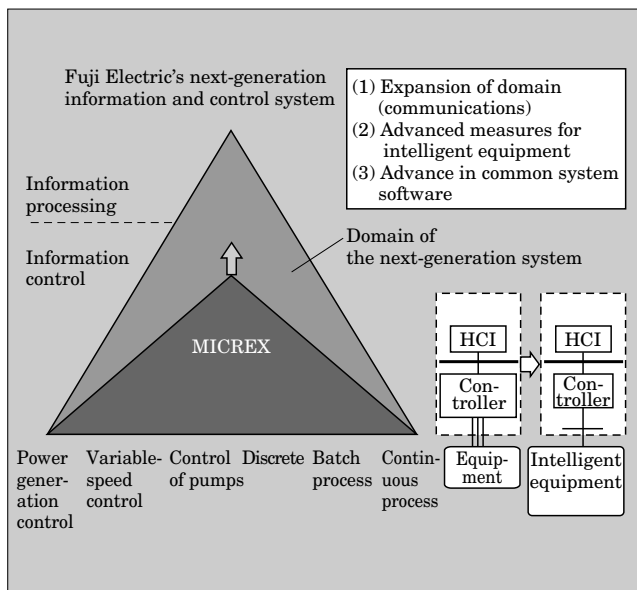 Fuji Electric's next-generation
information and control system
(1) Expansion of domain
(communications)
(2) Advanced measures for
intelligent equipment
(3) Advance in common system
software
Information
processing
Information
control
Domain of
the next-generation system
MICREX
HCI
Con-
troller
Equip-
ment
HCI
Con-
troller
Intelligent
equipment
Power
gener-
ation
control
Variable-
speed
control
Control
of pumps
Discrete
Batch
process
Contin-
uous
process